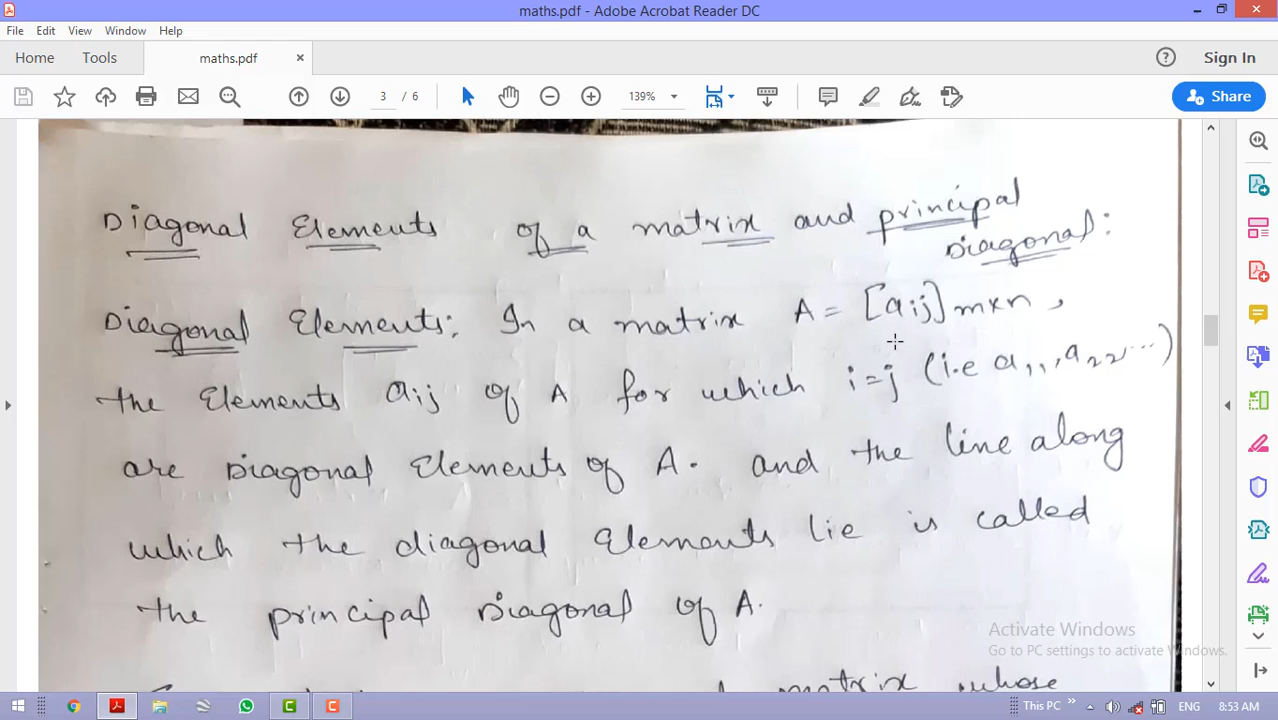 maths.pdf - Adobe Acrobat Reader DC
File Edit View Window Help
Home Tools maths.pdf × Sign In
3 / 6 139% Share
Diagonal Elements of a matrix and principal
Diagonal:
Diagonal Elements: In a matrix A = [aij] m×n,
the Elements aij of A for which i=j (i.e a11, a22, ...)
are Diagonal Elements of A. and the line along
which the diagonal Elements lie is called
the principal Diagonal of A.
matrix whose
Activate Windows
Go to PC settings to activate Windows.
This PC » ENG 8:53 AM